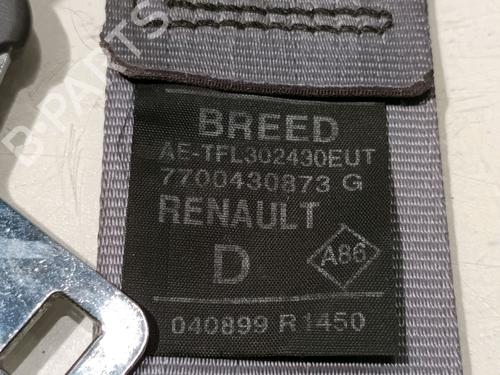 BREED
AE-TFL302430EUT
7700430873 G
RENAULT
D
A86
040899 R1450
B-PARTS